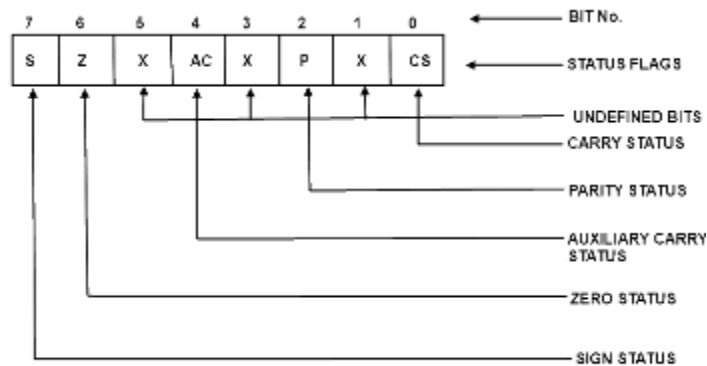 7 6 5 4 3 2 1 0 BIT No.
S Z X AC X P X CS STATUS FLAGS
UNDEFINED BITS
CARRY STATUS
PARITY STATUS
AUXILIARY CARRY
STATUS
ZERO STATUS
SIGN STATUS